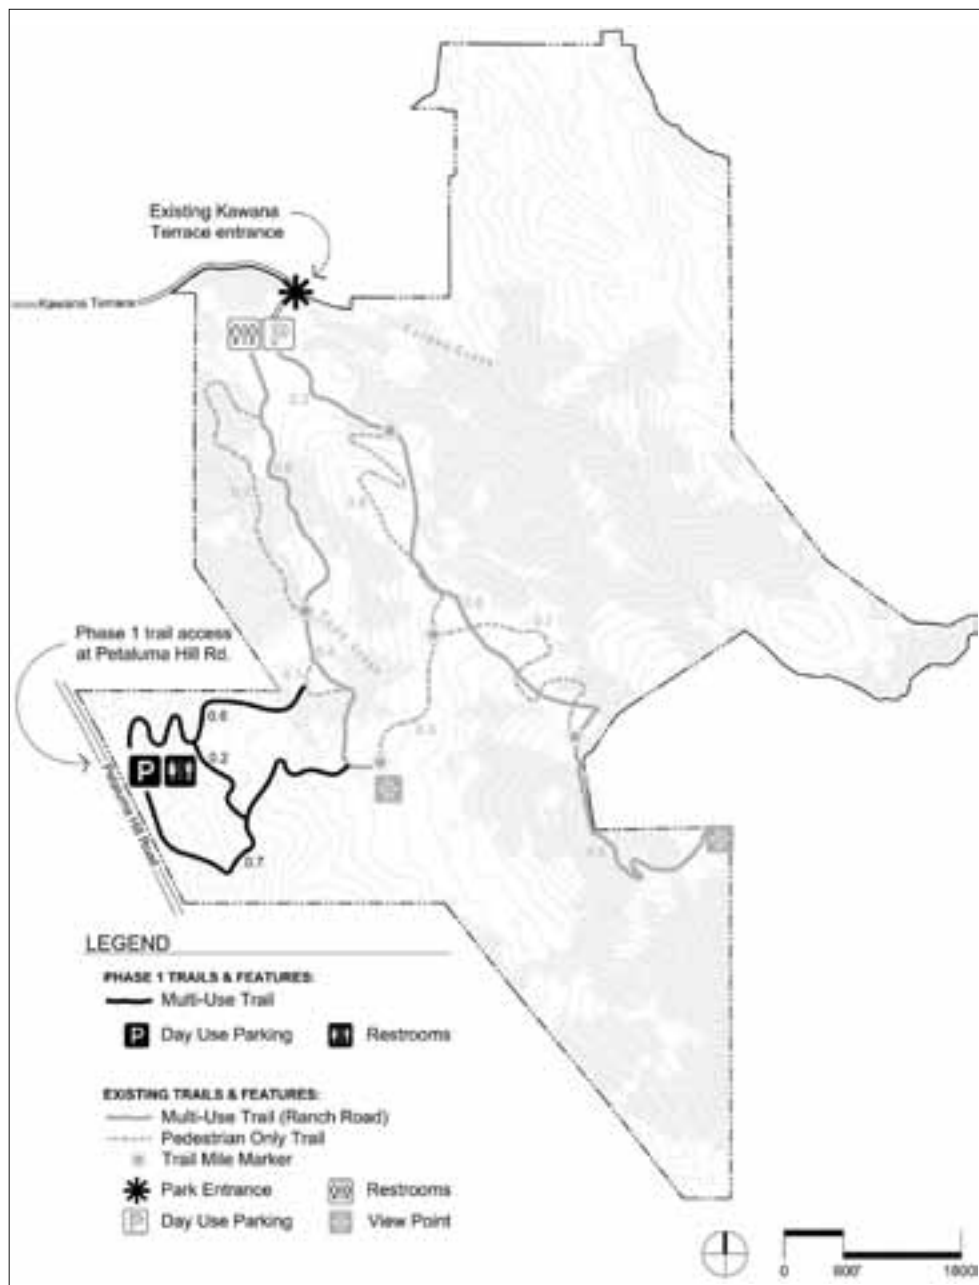 Existing Kawana
Terrace entrance
Kawana Terrace
0.6
Phase 1 trail access
at Petaluma Hill Rd.
0.6
0.2
0.7
Petaluma Hill Road
LEGEND
PHASE 1 TRAILS & FEATURES:
Multi-Use Trail
P Day Use Parking
Restrooms
EXISTING TRAILS & FEATURES:
Multi-Use Trail (Ranch Road)
Pedestrian Only Trail
Trail Mile Marker
Park Entrance
Restrooms
P Day Use Parking
View Point
0 800'